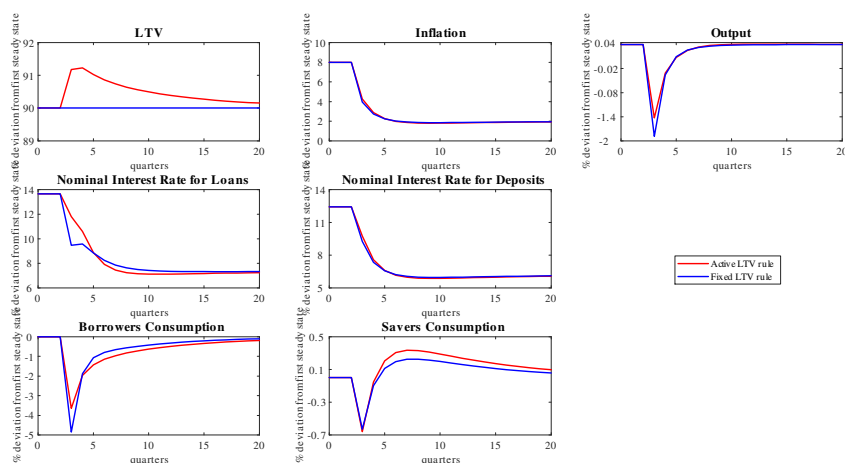 LTV
% deviation from first steady state
92
91
90
89
0 5 10 15 20
quarters
Inflation
% deviation from first steady state
10
8
6
4
2
0
0 5 10 15 20
quarters
Output
% deviation from first steady state
0.04
-0.02
-0.08
-1.4
-2
0 5 10 15 20
quarters
Nominal Interest Rate for Loans
% deviation from first steady state
14
12
10
8
6
0 5 10 15 20
quarters
Nominal Interest Rate for Deposits
% deviation from first steady state
14
11
8
5
0 5 10 15 20
quarters
Active LTV rule
Fixed LTV rule
Borrowers Consumption
% deviation from first steady state
0
-1
-2
-3
-4
-5
0 5 10 15 20
quarters
Savers Consumption
% deviation from first steady state
0.5
0.1
-0.3
-0.7
0 5 10 15 20
quarters